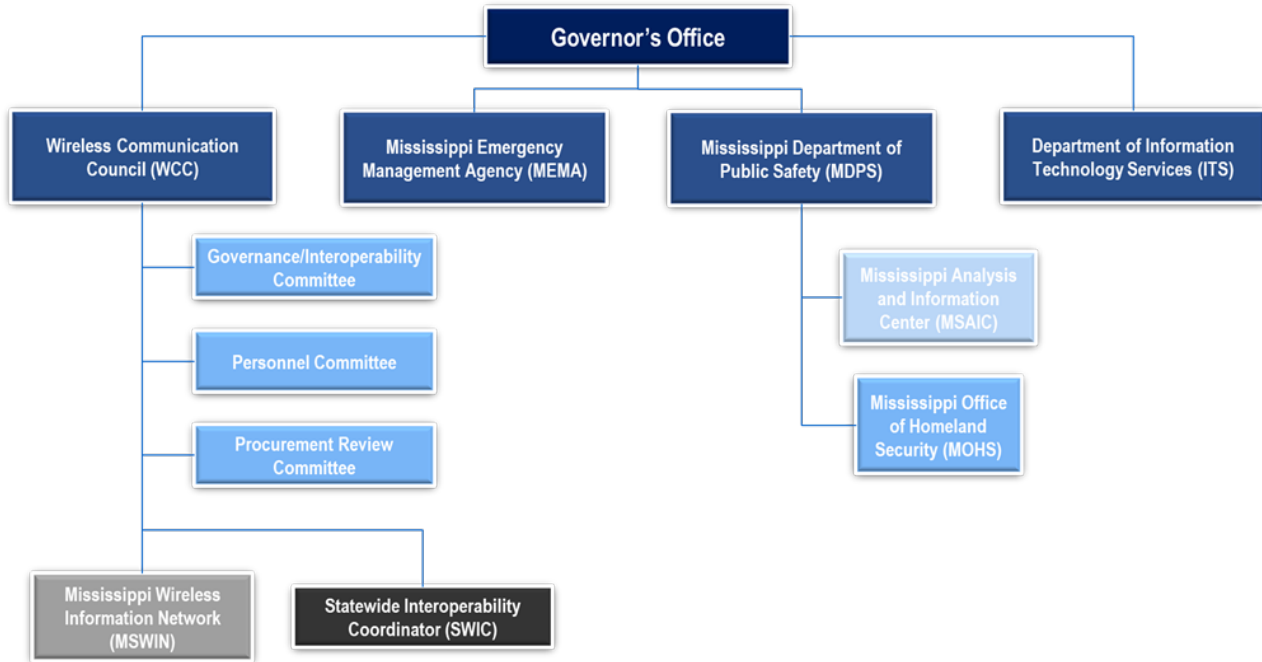 Governor's Office
Wireless Communication
Council (WCC)
Mississippi Emergency
Management Agency (MEMA)
Mississippi Department of
Public Safety (MDPS)
Department of Information
Technology Services (ITS)
Governance/Interoperability
Committee
Mississippi Analysis
and Information
Center (MSAIC)
Personnel Committee
Mississippi Office
of Homeland
Security (MOHS)
Procurement Review
Committee
Mississippi Wireless
Information Network
(MSWIN)
Statewide Interoperability
Coordinator (SWIC)